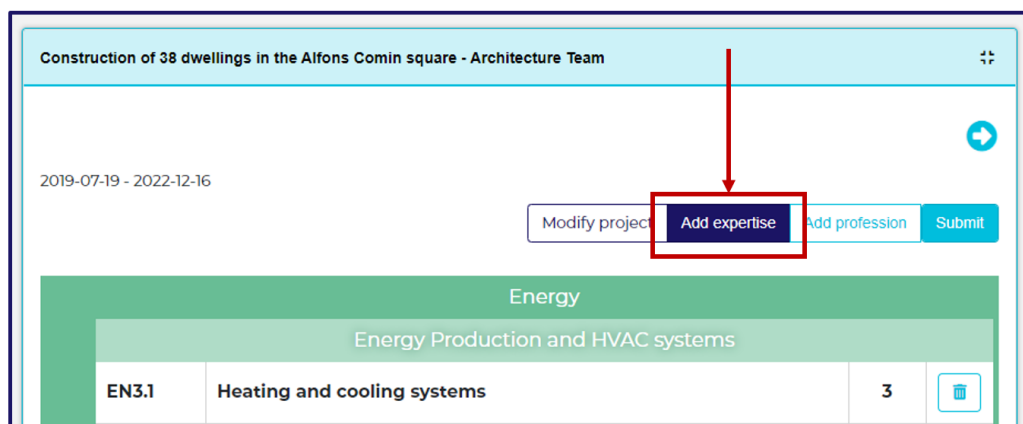 Construction of 38 dwellings in the Alfons Comin square - Architecture Team
2019-07-19 - 2022-12-16
Modify project Add expertise Add profession Submit
Energy
Energy Production and HVAC systems
EN3.1 Heating and cooling systems 3